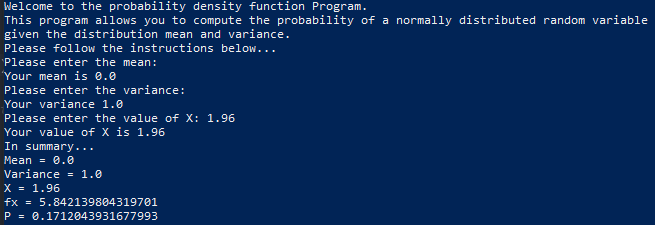 Welcome to the probability density function Program.
This program allows you to compute the probability of a normally distributed random variable
given the distribution mean and variance.
Please follow the instructions below...
Please enter the mean:
Your mean is 0.0
Please enter the variance:
Your variance 1.0
Please enter the value of X: 1.96
Your value of X is 1.96
In summary...
Mean = 0.0
Variance = 1.0
X = 1.96
fx = 5.842139804319701
P = 0.1712043931677993